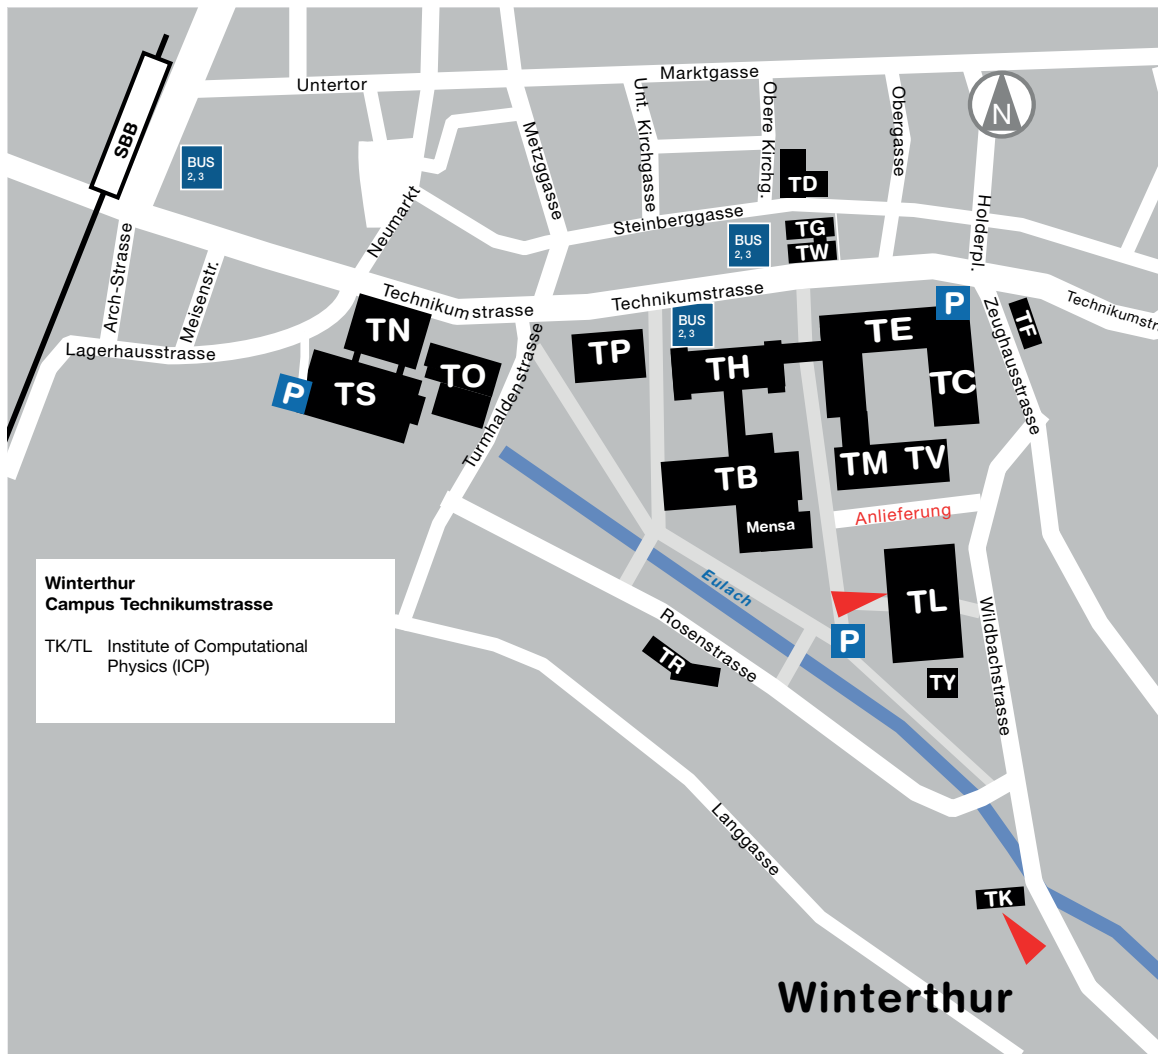 Untertor
Marktgasse
SBB
BUS
2, 3
Unt. Kirchgasse
Obere Kirchg.
Obergasse
N
Metzggasse
TD
Neumarkt
Steinberggasse
Holderpl.
TG
TW
BUS
2, 3
Arch-Strasse
Meisenstr.
Technikumstrasse
Technikumstrasse
Technikumstr
P
BUS
2, 3
Zeughausstrasse
TF
Lagerhausstrasse
TN
TP
TH
TE
TO
TC
P
TS
Turmhaldenstrasse
TM
TV
TB
Mensa
Anlieferung
Winterthur
Campus Technikumstrasse
TK/TL Institute of Computational
Physics (ICP)
Eulach
TL
Rosenstrasse
P
Wildbachstrasse
TR
TY
Langgasse
TK
Winterthur